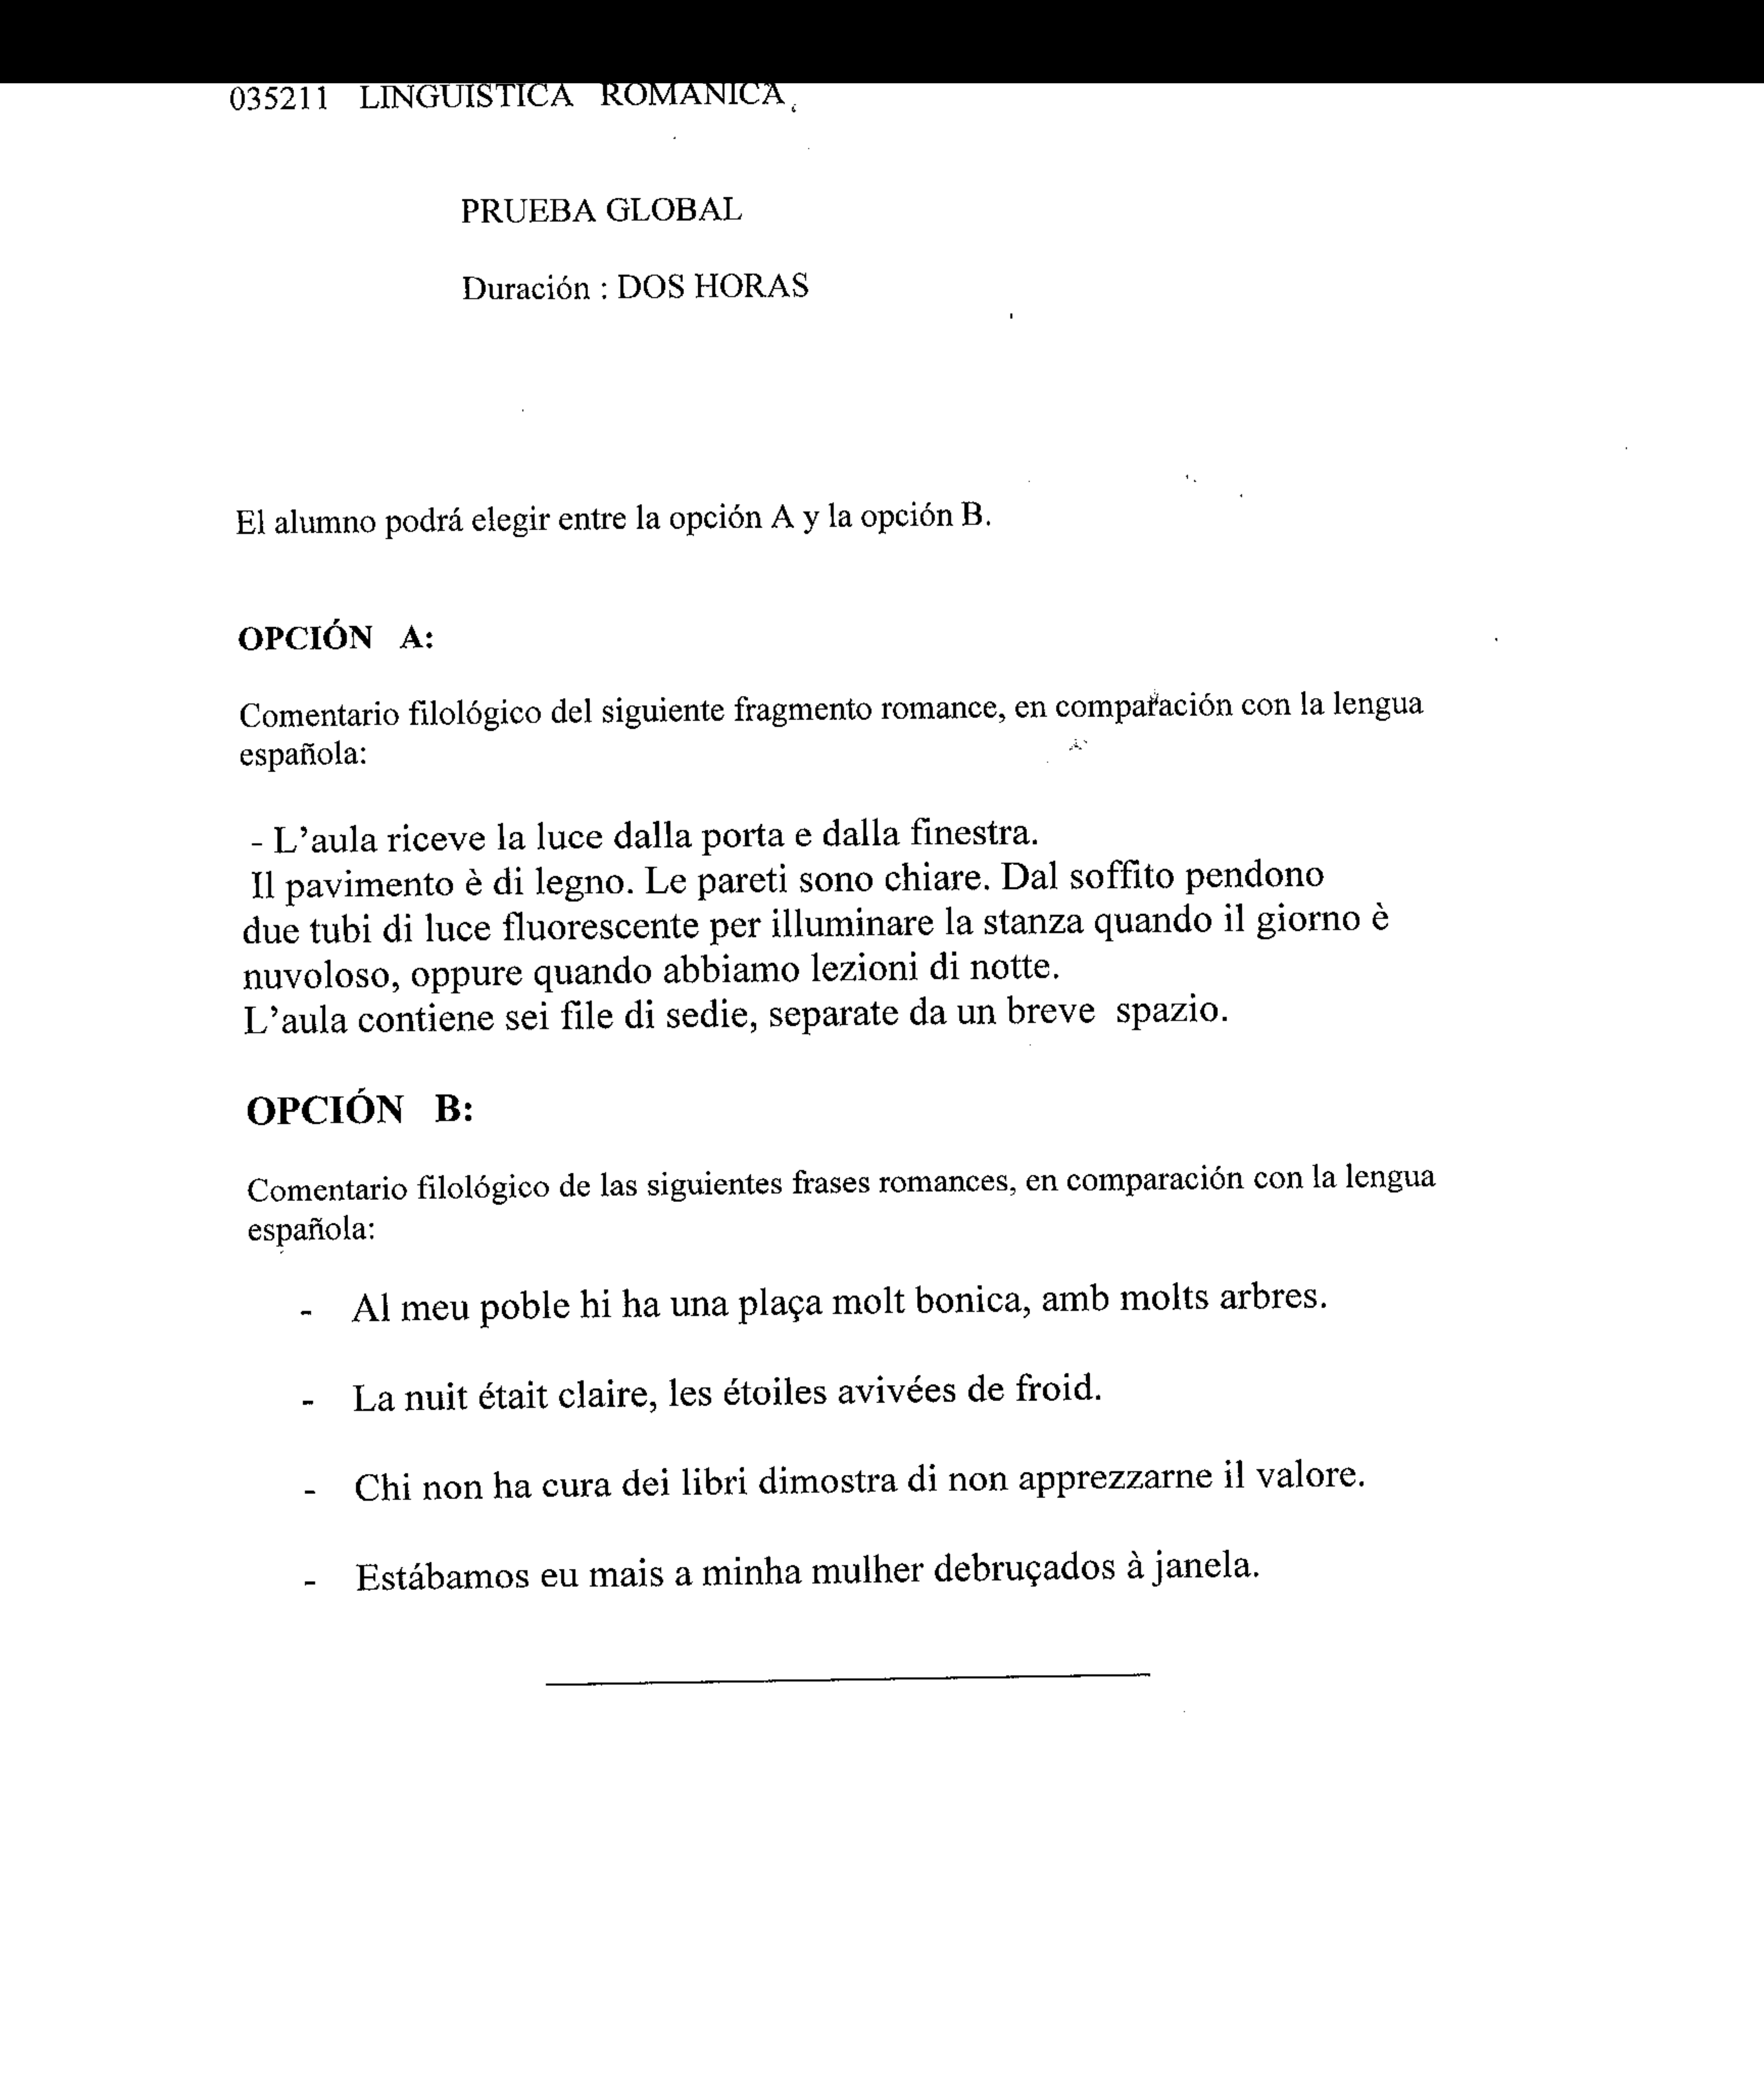 035211 LINGUISTICA ROMANICA
PRUEBA GLOBAL
Duración : DOS HORAS
El alumno podrá elegir entre la opción A y la opción B.
OPCIÓN A:
Comentario filológico del siguiente fragmento romance, en comparación con la lengua
española:
- L’aula riceve la luce dalla porta e dalla finestra.
Il pavimento è di legno. Le pareti sono chiare. Dal soffito pendono
due tubi di luce fluorescente per illuminare la stanza quando il giorno è
nuvoloso, oppure quando abbiamo lezioni di notte.
L’aula contiene sei file di sedie, separate da un breve spazio.
OPCIÓN B:
Comentario filológico de las siguientes frases romances, en comparación con la lengua
española:
- Al meu poble hi ha una plaça molt bonica, amb molts arbres.
- La nuit était claire, les étoiles avivées de froid.
- Chi non ha cura dei libri dimostra di non apprezzarne il valore.
- Estábamos eu mais a minha mulher debruçados à janela.